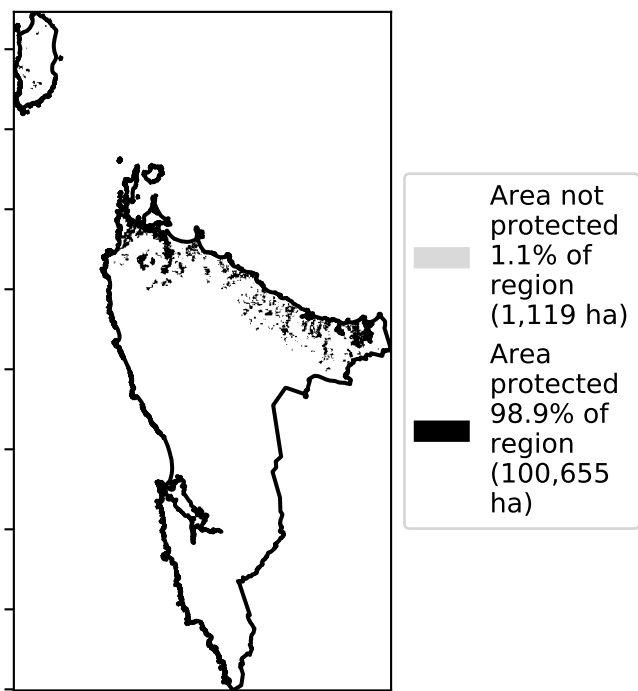 Area not
protected
1.1% of
region
(1,119 ha)
Area
protected
98.9% of
region
(100,655
ha)